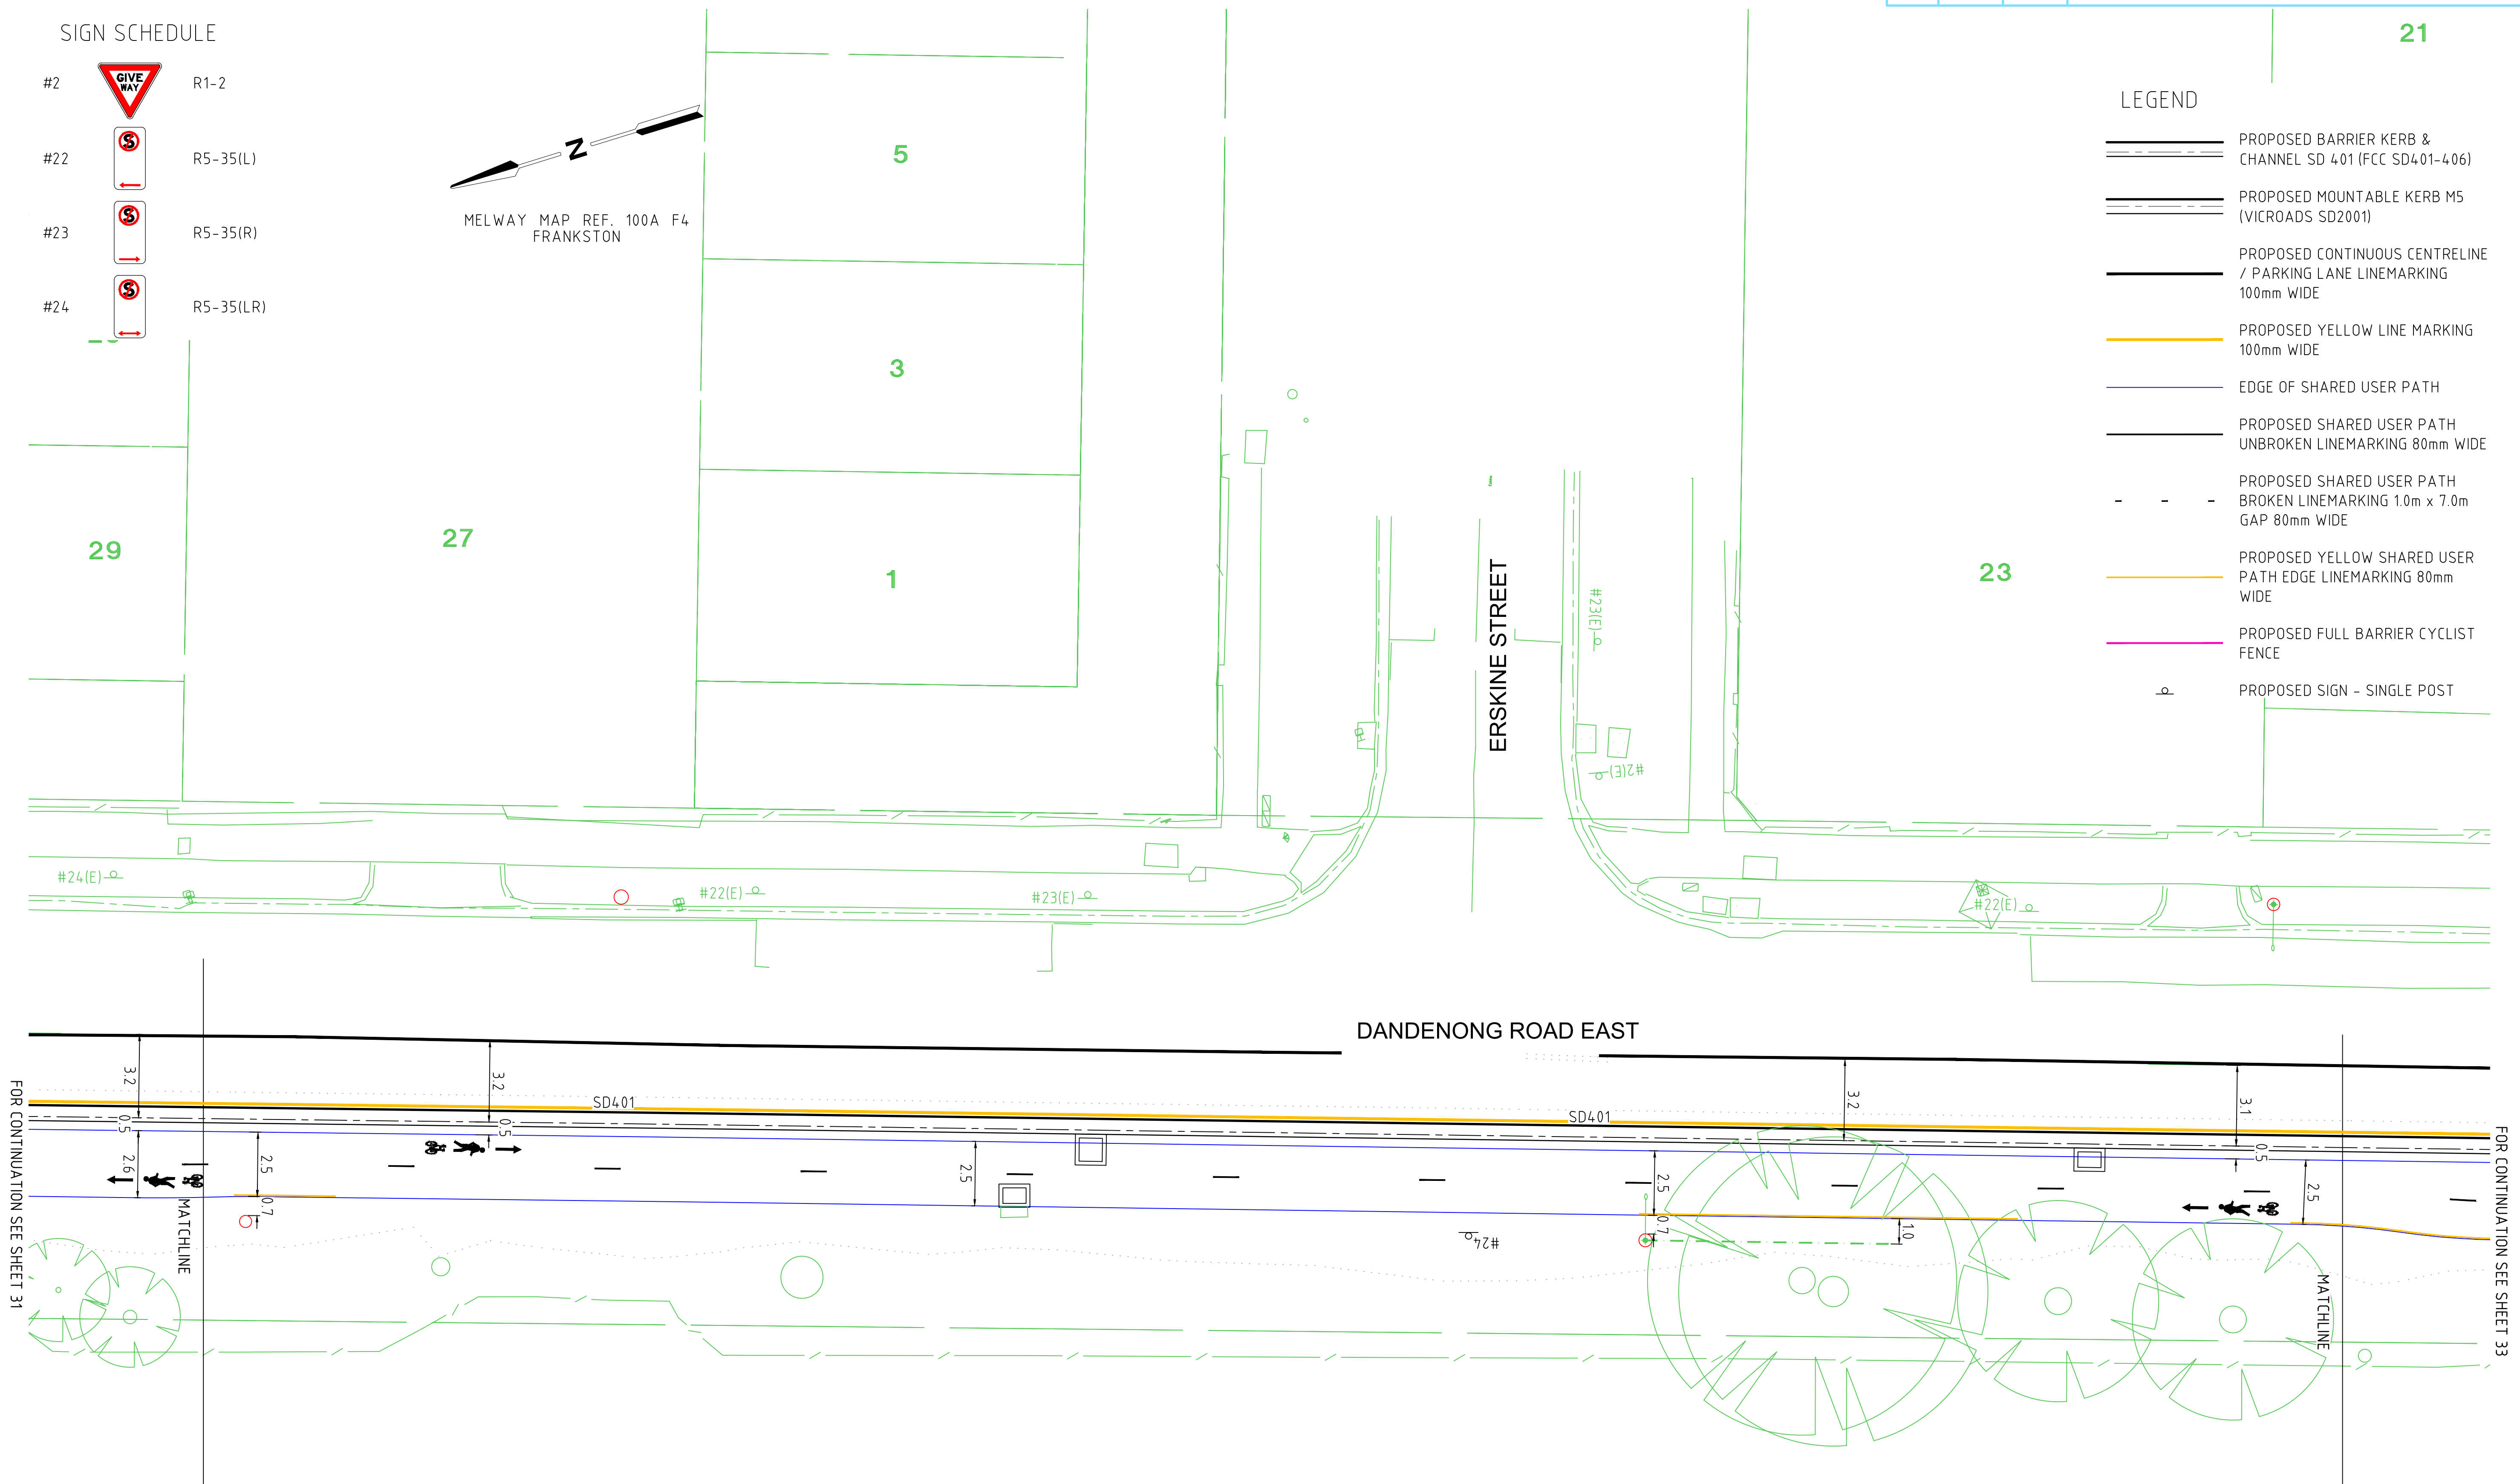 SIGN SCHEDULE
#2
GIVE
WAY
R1-2
#22
S
R5-35(L)
#23
S
R5-35(R)
#24
S
R5-35(LR)
N
MELWAY MAP REF. 100A F4
FRANKSTON
21
LEGEND
PROPOSED BARRIER KERB &
CHANNEL SD 401 (FCC SD401-406)
PROPOSED MOUNTABLE KERB M5
(VICROADS SD2001)
PROPOSED CONTINUOUS CENTRELINE
/ PARKING LANE LINEMARKING
100mm WIDE
PROPOSED YELLOW LINE MARKING
100mm WIDE
EDGE OF SHARED USER PATH
PROPOSED SHARED USER PATH
UNBROKEN LINEMARKING 80mm WIDE
PROPOSED SHARED USER PATH
BROKEN LINEMARKING 1.0m x 7.0m
GAP 80mm WIDE
PROPOSED YELLOW SHARED USER
PATH EDGE LINEMARKING 80mm
WIDE
PROPOSED FULL BARRIER CYCLIST
FENCE
PROPOSED SIGN - SINGLE POST
5
3
1
29
27
23
ERSKINE STREET
#23(E)
#2(E)
#24(E)
#22(E)
#23(E)
#22(E)
DANDENONG ROAD EAST
3.2
3.2
3.2
3.1
SD401
SD401
0.5
0.5
0.5
2.6
2.5
2.5
2.5
2.5
0.7
0.7
1.0
#24
MATCHLINE
MATCHLINE
FOR CONTINUATION SEE SHEET 31
FOR CONTINUATION SEE SHEET 33